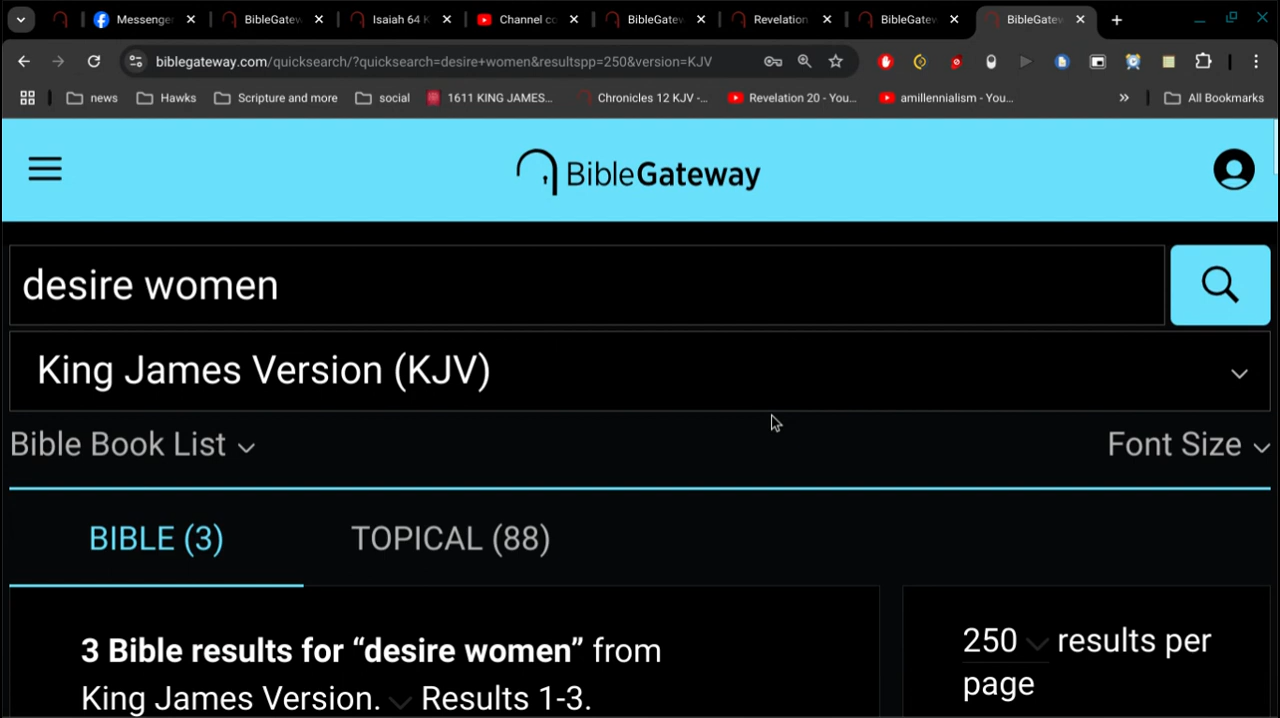 Messenger
BibleGatew
Isaiah 64 K
Channel co
BibleGatew
Revelation
BibleGatew
BibleGatew
biblegateway.com/quicksearch/?quicksearch=desire+women&resultspp=250&version=KJV
news
Hawks
Scripture and more
social
1611 KING JAMES...
Chronicles 12 KJV -...
Revelation 20 - You...
amillennialism - You...
»
All Bookmarks
BibleGateway
desire women
King James Version (KJV)
Bible Book List
Font Size
BIBLE (3)
TOPICAL (88)
3 Bible results for “desire women” from
King James Version. Results 1-3.
250 results per
page